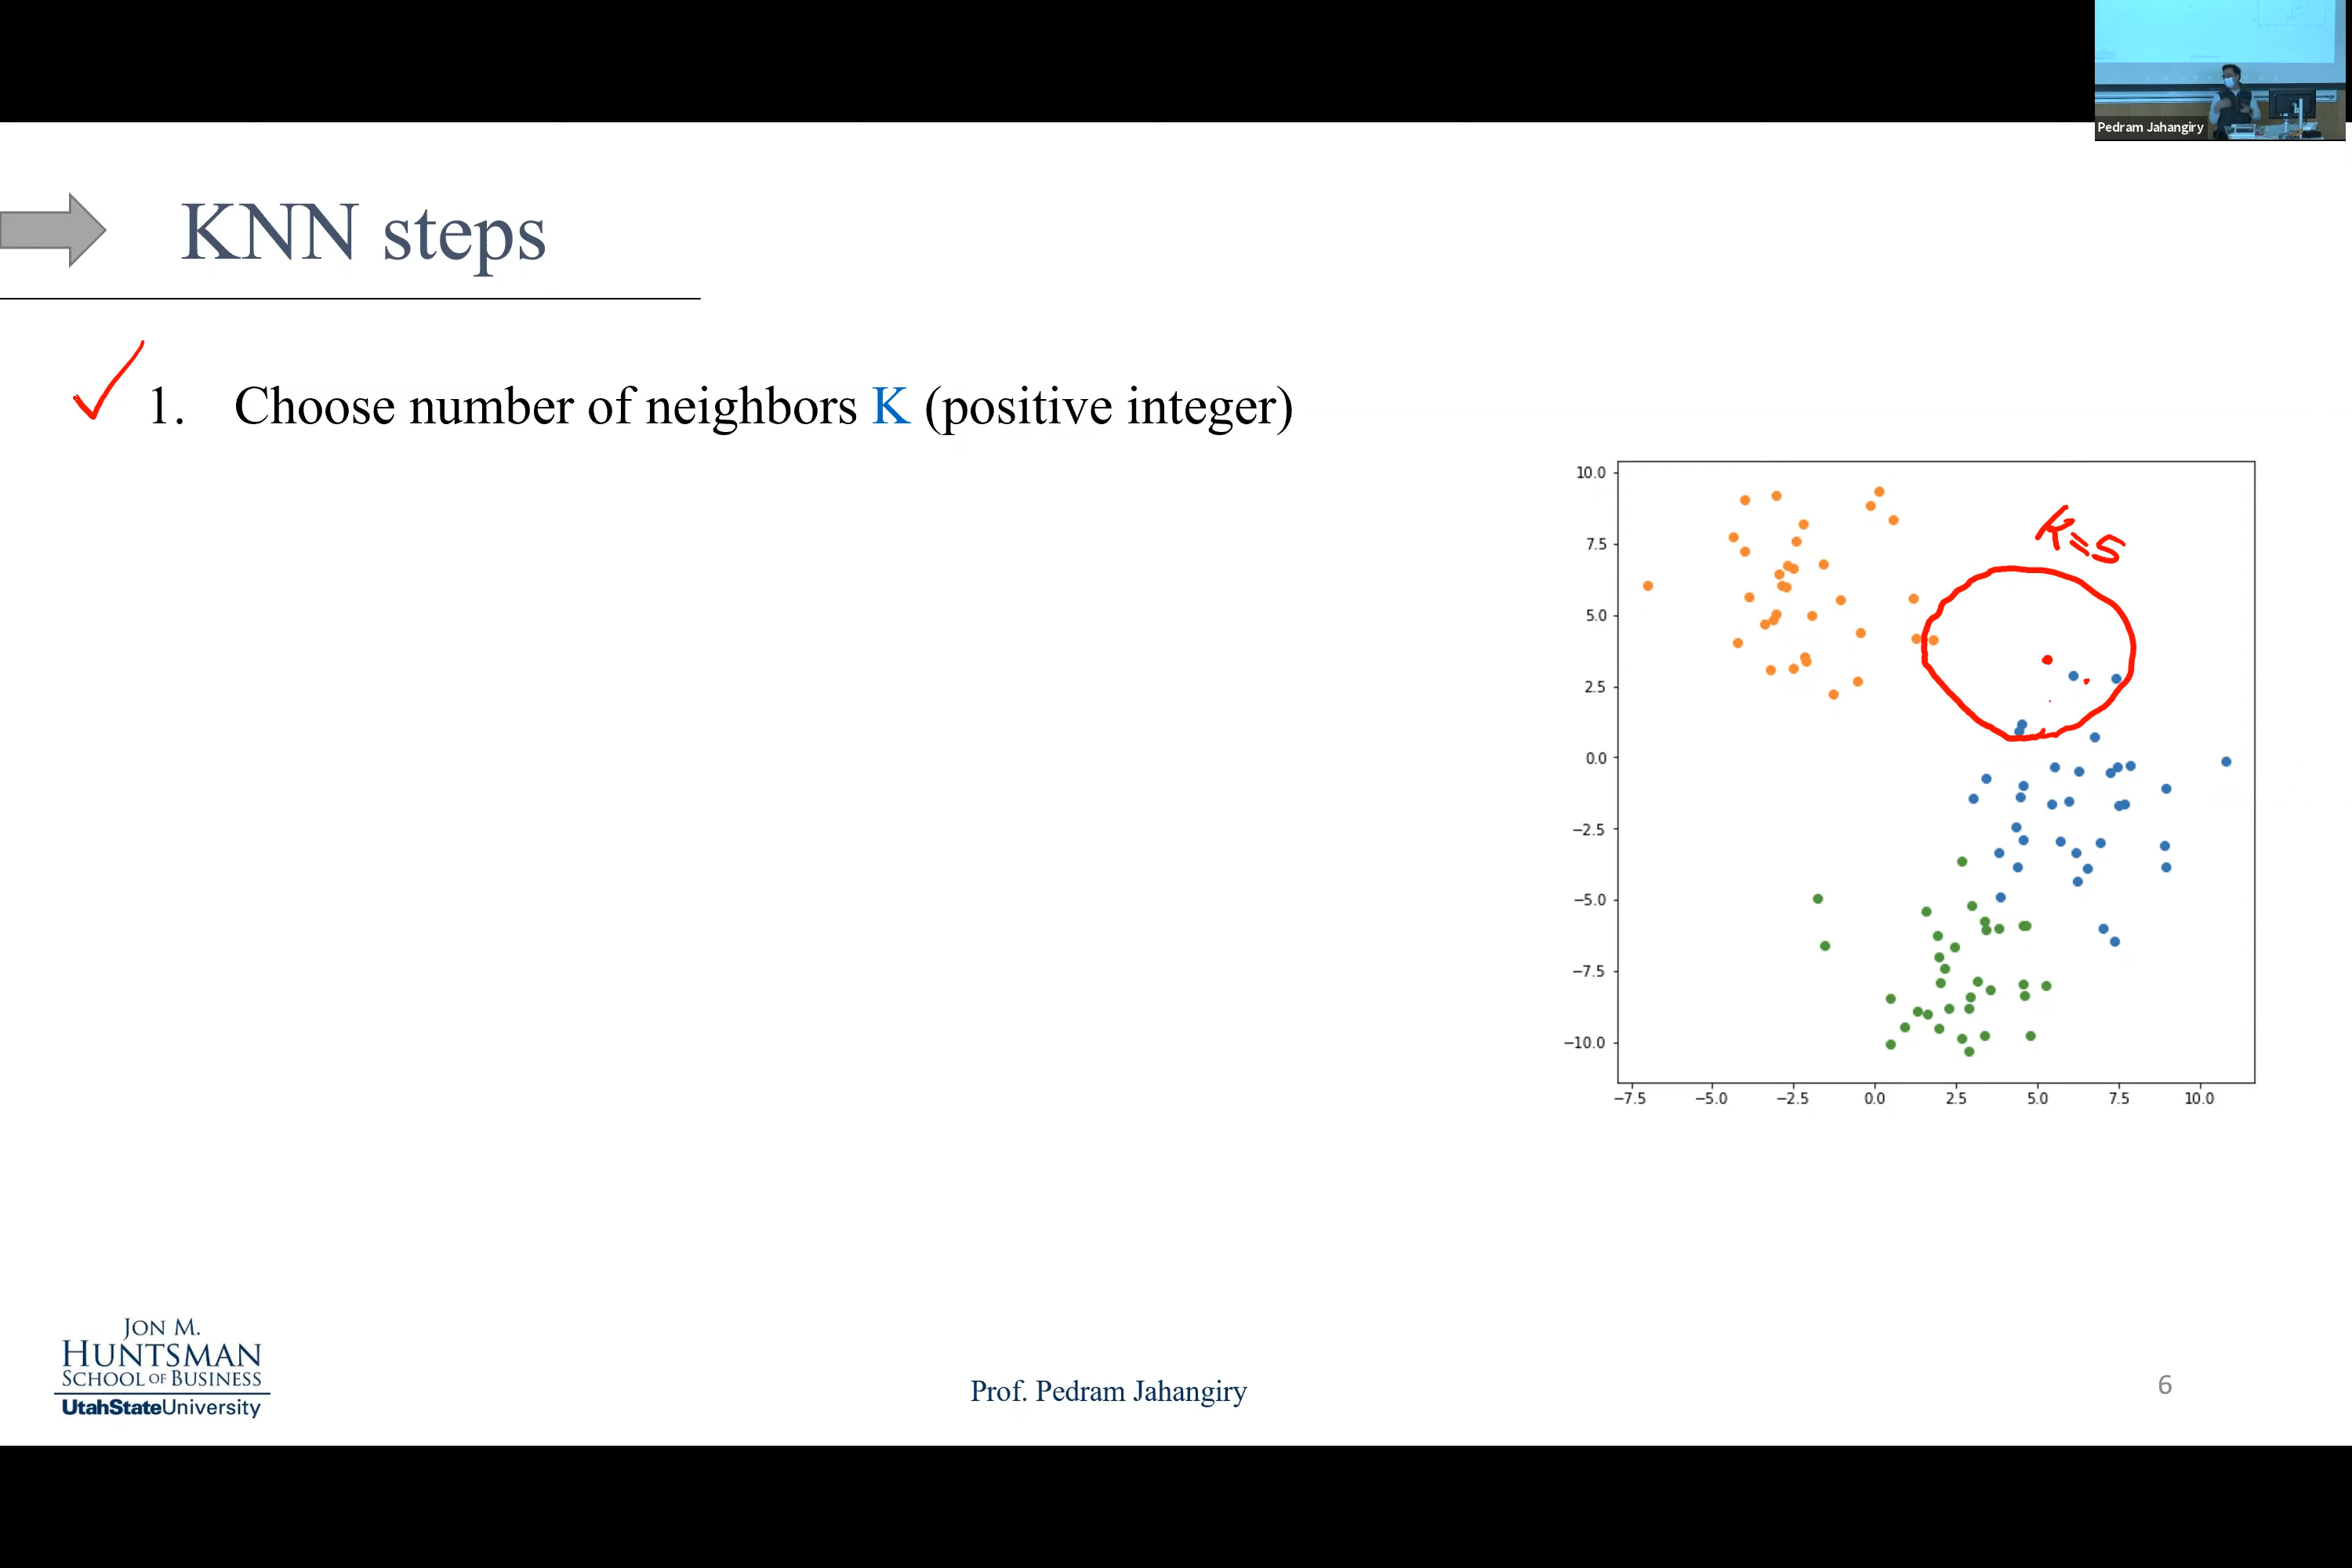 Pedram Jahangiry
KNN steps
1. Choose number of neighbors K (positive integer)
K=5
10.0
7.5
5.0
2.5
0.0
−2.5
−5.0
−7.5
−10.0
−7.5 −5.0 −2.5 0.0 2.5 5.0 7.5 10.0
JON M.
HUNTSMAN
SCHOOL OF BUSINESS
UtahStateUniversity
Prof. Pedram Jahangiry
6